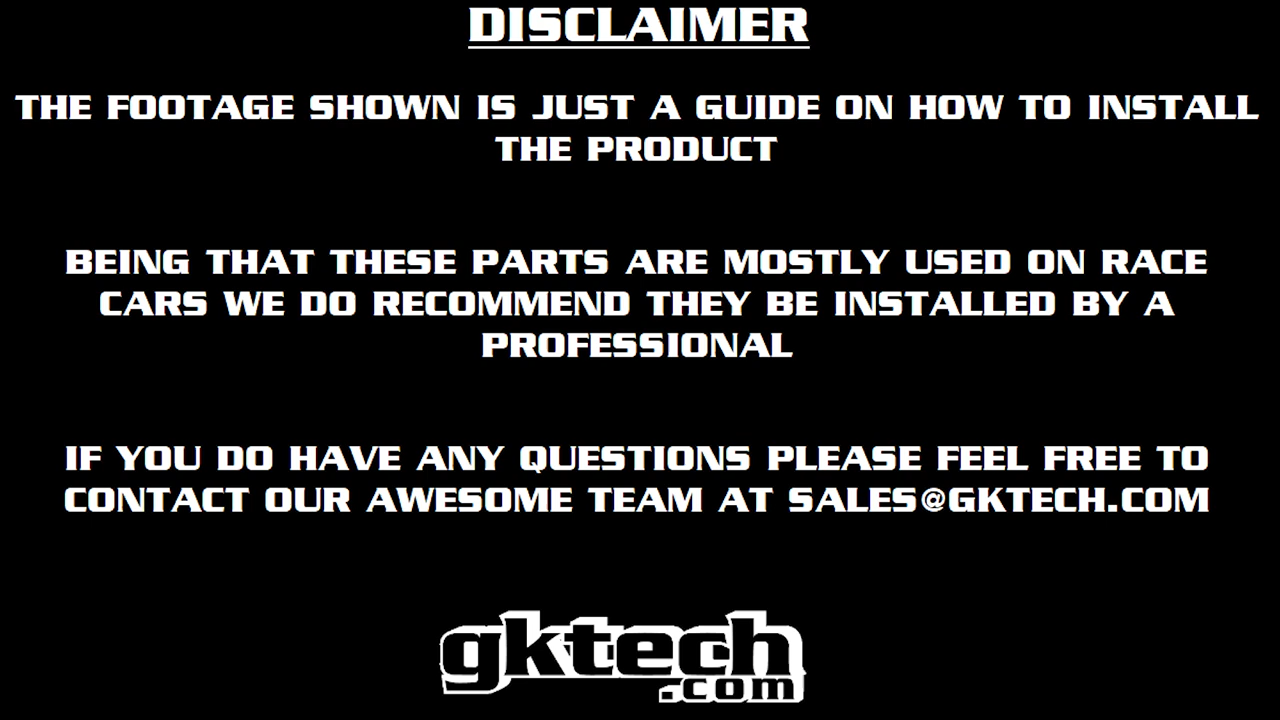 DISCLAIMER
THE FOOTAGE SHOWN IS JUST A GUIDE ON HOW TO INSTALL
THE PRODUCT
BEING THAT THESE PARTS ARE MOSTLY USED ON RACE
CARS WE DO RECOMMEND THEY BE INSTALLED BY A
PROFESSIONAL
IF YOU DO HAVE ANY QUESTIONS PLEASE FEEL FREE TO
CONTACT OUR AWESOME TEAM AT SALES@GKTECH.COM
gktech
.com